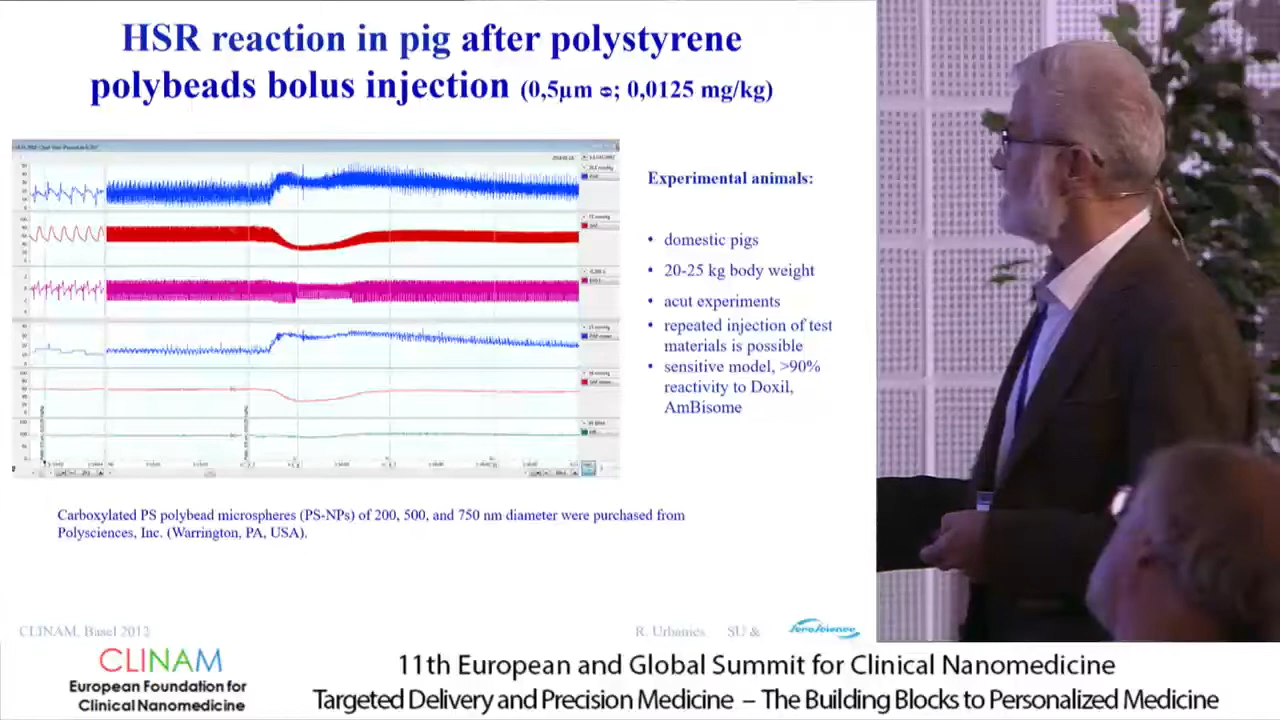 HSR reaction in pig after polystyrene
polybeads bolus injection (0,5µm ⌀; 0,0125 mg/kg)
Experimental animals:
• domestic pigs
• 20-25 kg body weight
• acut experiments
• repeated injection of test
materials is possible
• sensitive model, >90%
reactivity to Doxil,
AmBisome
Carboxylated PS polybead microspheres (PS-NPs) of 200, 500, and 750 nm diameter were purchased from
Polysciences, Inc. (Warrington, PA, USA).
CLINAM, Basel 2012
R. Urbanics SU &
SeroScience
CLINAM
European Foundation for
Clinical Nanomedicine
11th European and Global Summit for Clinical Nanomedicine
Targeted Delivery and Precision Medicine – The Building Blocks to Personalized Medicine